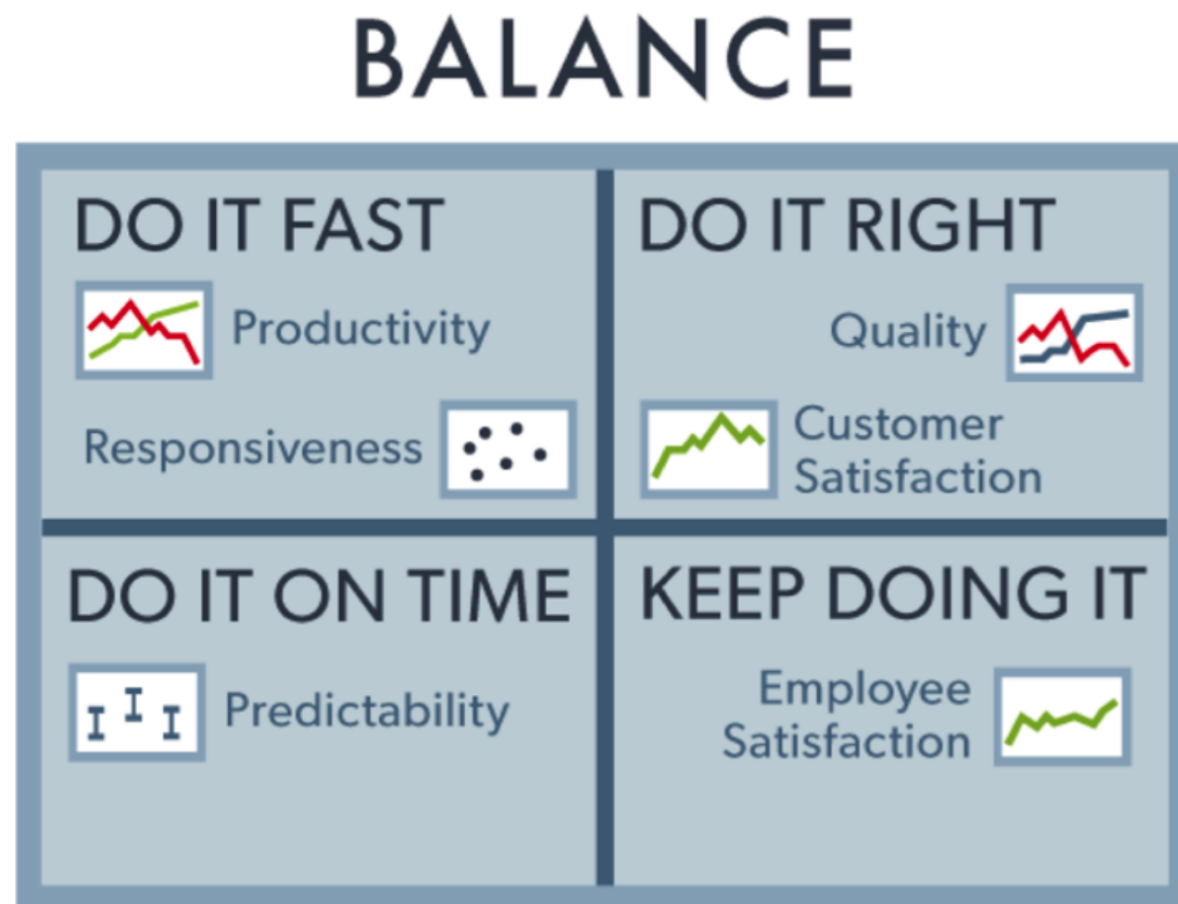 BALANCE
DO IT FAST
Productivity
Responsiveness
DO IT RIGHT
Quality
Customer
Satisfaction
DO IT ON TIME
Predictability
KEEP DOING IT
Employee
Satisfaction